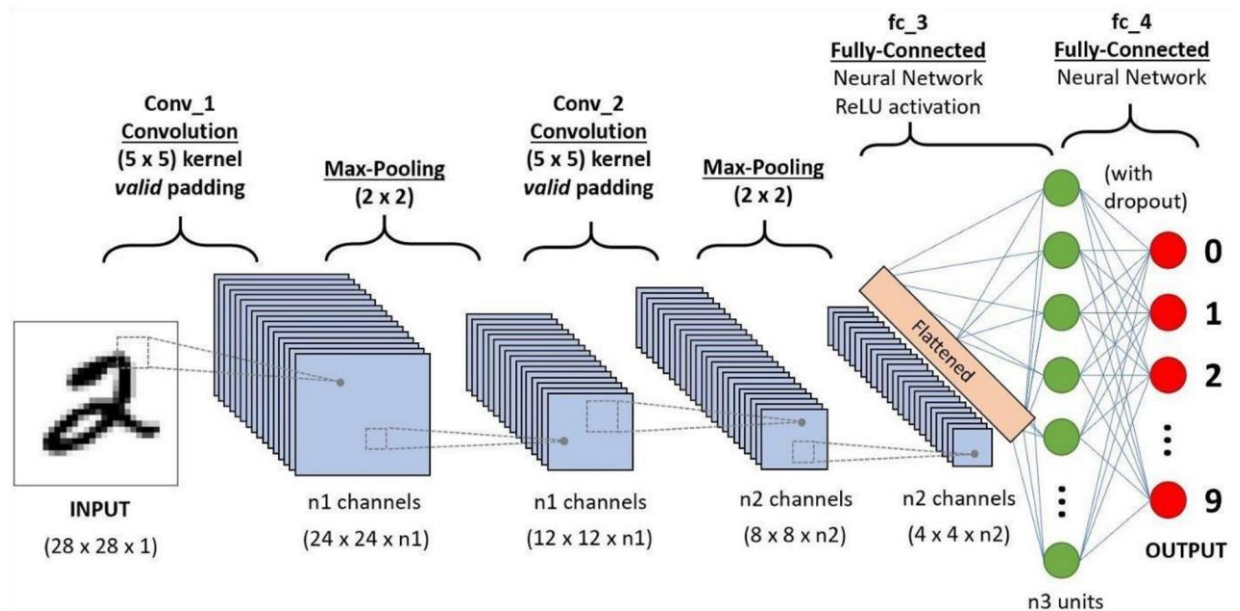 fc_3
Fully-Connected
Neural Network
ReLU activation
fc_4
Fully-Connected
Neural Network
Conv_1
Convolution
(5 x 5) kernel
valid padding
Max-Pooling
(2 x 2)
Conv_2
Convolution
(5 x 5) kernel
valid padding
Max-Pooling
(2 x 2)
(with
dropout)
Flattened
0
1
2
9
INPUT
(28 x 28 x 1)
n1 channels
(24 x 24 x n1)
n1 channels
(12 x 12 x n1)
n2 channels
(8 x 8 x n2)
n2 channels
(4 x 4 x n2)
OUTPUT
n3 units